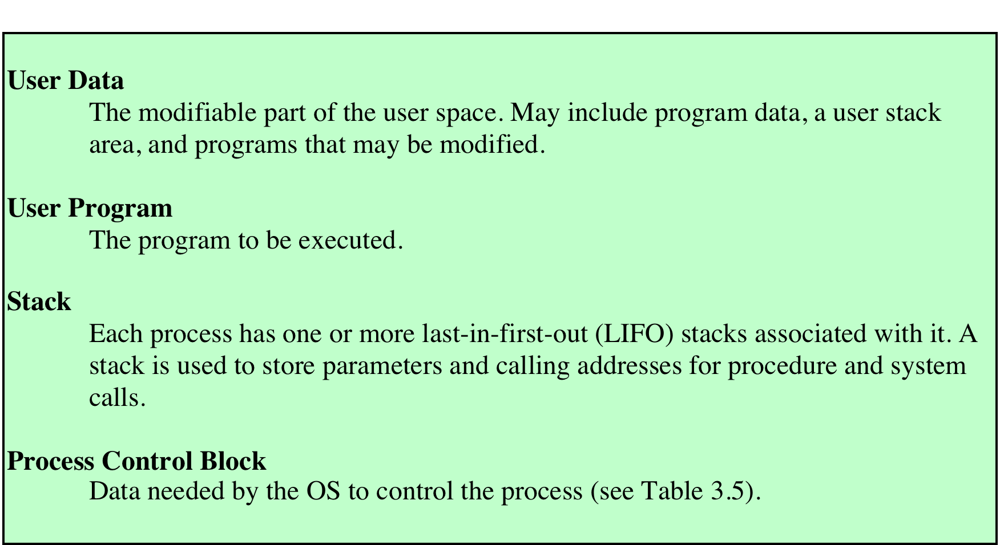 User Data
The modifiable part of the user space. May include program data, a user stack
area, and programs that may be modified.
User Program
The program to be executed.
Stack
Each process has one or more last-in-first-out (LIFO) stacks associated with it. A
stack is used to store parameters and calling addresses for procedure and system
calls.
Process Control Block
Data needed by the OS to control the process (see Table 3.5).